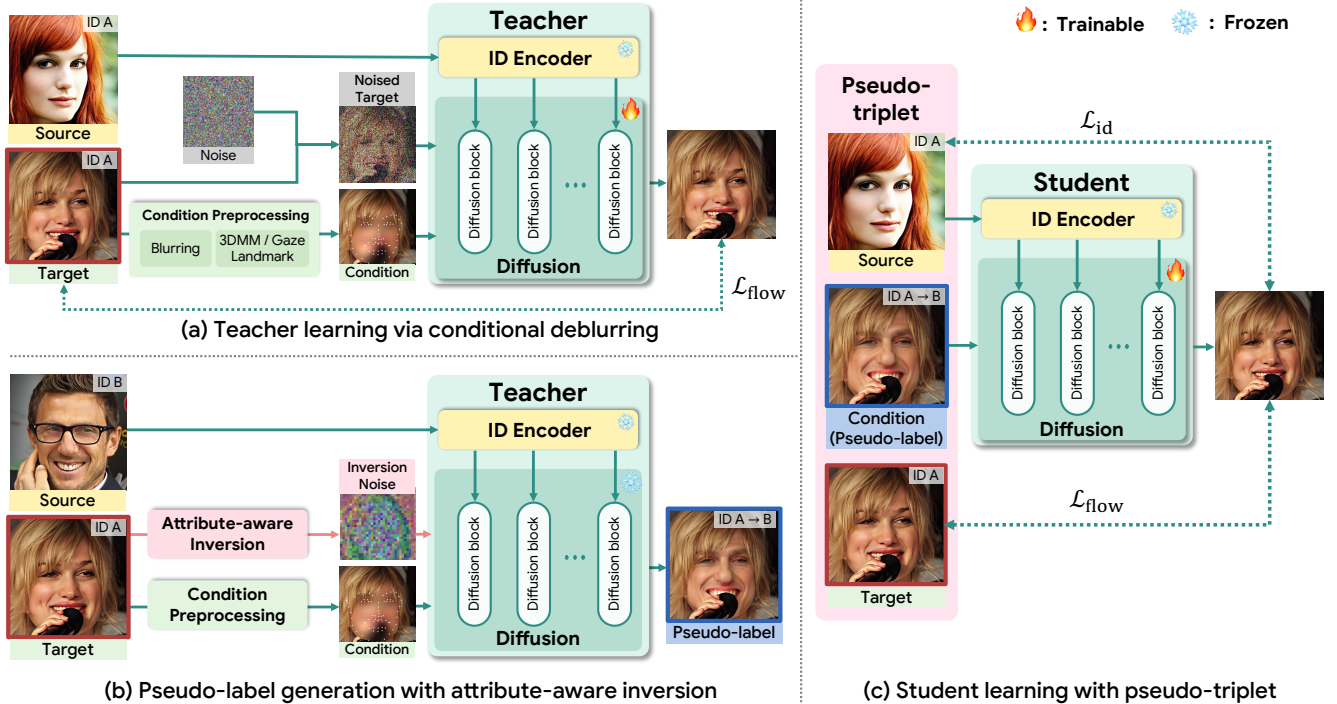 Teacher
ID A
ID Encoder
Source
Noise
Noised
Target
ID A
Target
Condition Preprocessing
Blurring
3DMM / Gaze
Landmark
Condition
Diffusion block
Diffusion block
...
Diffusion block
Diffusion
ℒflow
(a) Teacher learning via conditional deblurring
Teacher
ID B
ID Encoder
Source
ID A
Target
Attribute-aware
Inversion
Inversion
Noise
Condition
Preprocessing
Condition
Diffusion block
Diffusion block
...
Diffusion block
Diffusion
ID A → B
Pseudo-label
(b) Pseudo-label generation with attribute-aware inversion
: Trainable
: Frozen
Pseudo-
triplet
ID A
Source
ID A → B
Condition
(Pseudo-label)
ID A
Target
ℒid
Student
ID Encoder
Diffusion block
Diffusion block
...
Diffusion block
Diffusion
ℒflow
(c) Student learning with pseudo-triplet